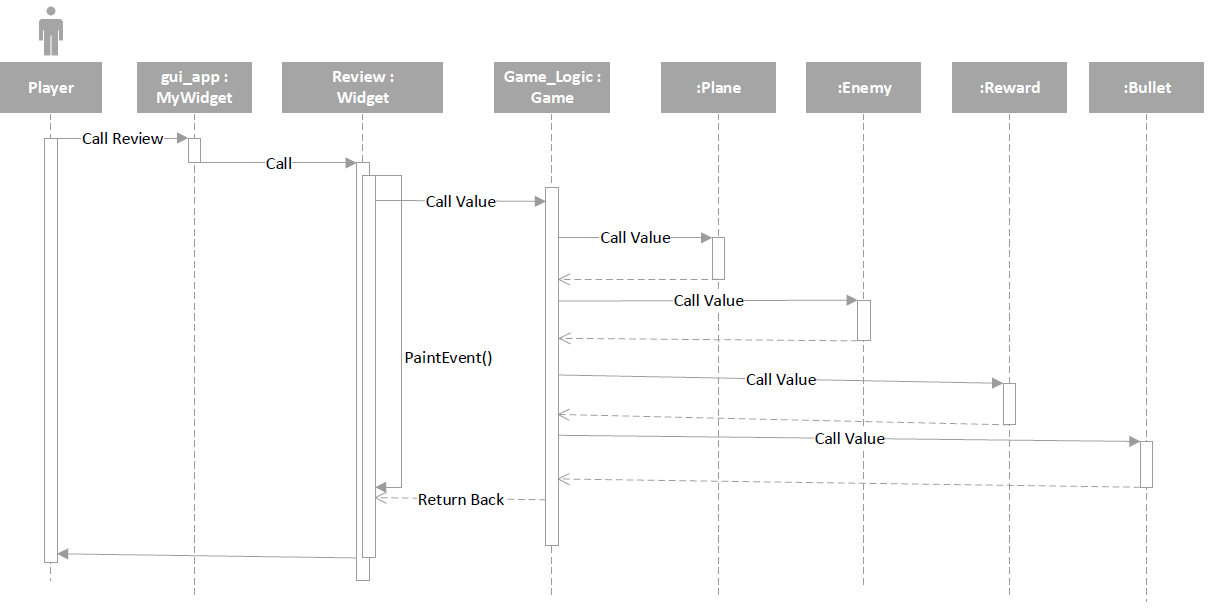 Player
gui_app :
MyWidget
Review :
Widget
Game_Logic :
Game
:Plane
:Enemy
:Reward
:Bullet
Call Review
Call
Call Value
Call Value
Call Value
PaintEvent()
Call Value
Call Value
Return Back